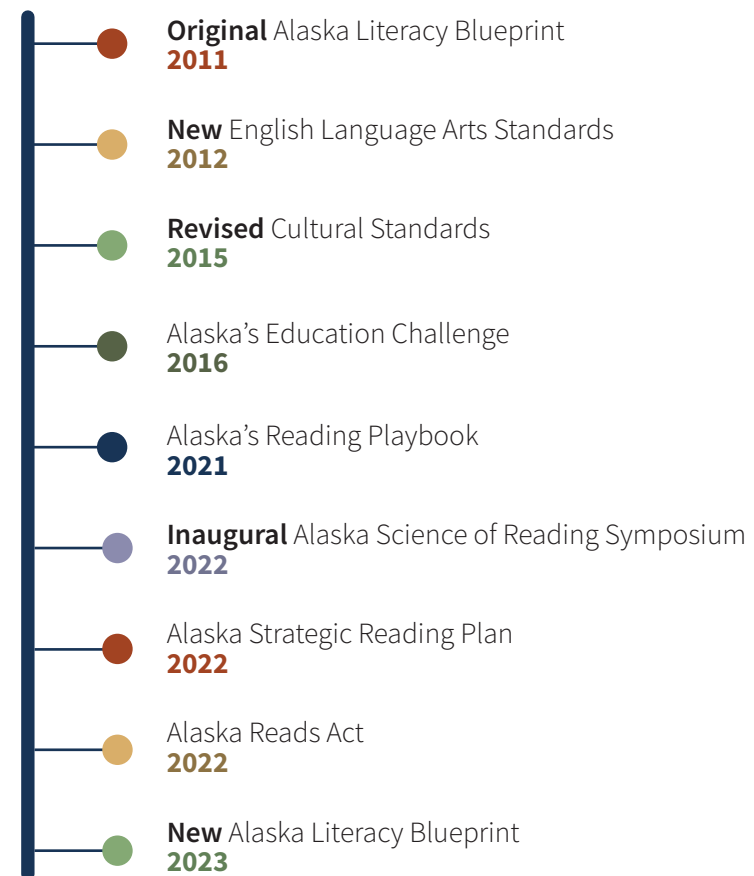 Original Alaska Literacy Blueprint
2011
New English Language Arts Standards
2012
Revised Cultural Standards
2015
Alaska’s Education Challenge
2016
Alaska’s Reading Playbook
2021
Inaugural Alaska Science of Reading Symposium
2022
Alaska Strategic Reading Plan
2022
Alaska Reads Act
2022
New Alaska Literacy Blueprint
2023